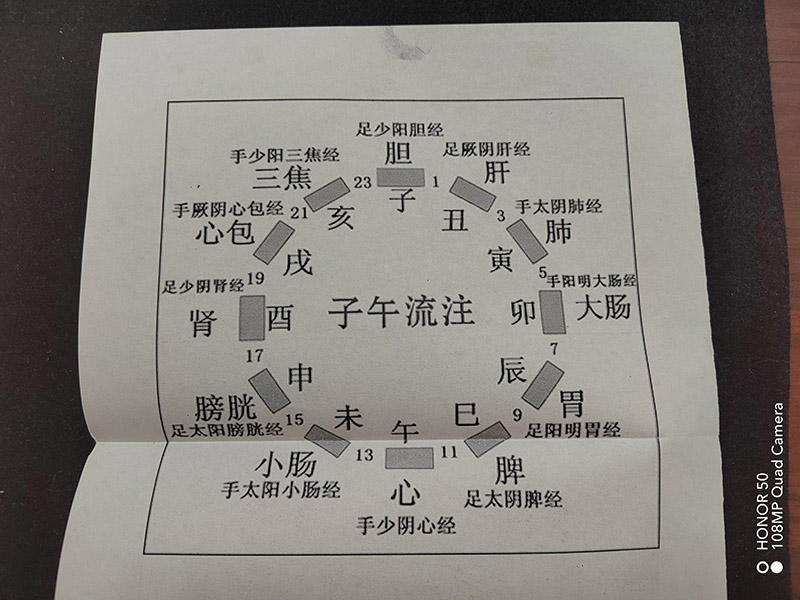 足少阳胆经
胆
23
1
子
足厥阴肝经
肝
丑
3
手太阴肺经
肺
寅
5
手阳明大肠经
大肠
卯
7
辰
胃
9
足阳明胃经
巳
脾
11
足太阴脾经
午
心
手少阴心经
13
未
小肠
手太阳小肠经
15
申
膀胱
足太阳膀胱经
17
酉
肾
足少阴肾经
19
戌
心包
手厥阴心包经
21
亥
三焦
手少阳三焦经
子午流注
HONOR 50
108MP Quad Camera